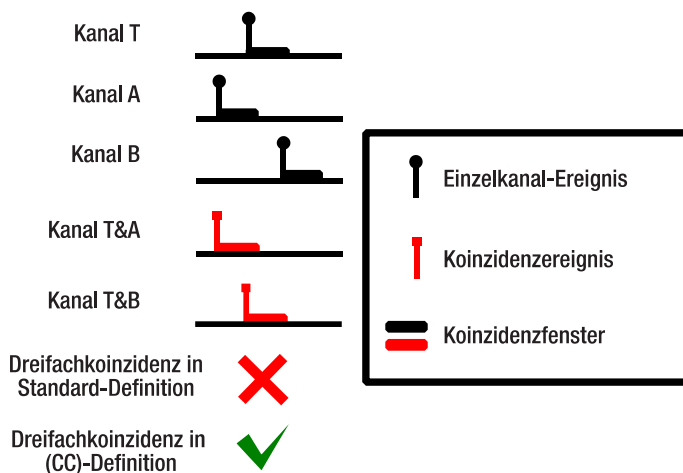 Kanal T
Kanal A
Kanal B
Kanal T&A
Kanal T&B
Dreifachkoinzidenz in
Standard-Definition
Dreifachkoinzidenz in
(CC)-Definition
Einzelkanal-Ereignis
Koinzidenzereignis
Koinzidenzfenster